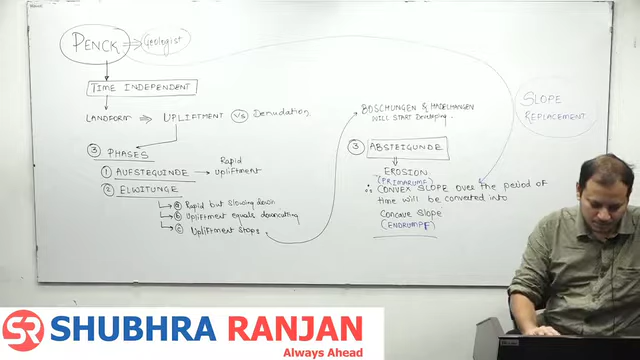 PENCK ⇒ Geologist
TIME INDEPENDENT
LANDFORM ⇒ UPLIFTMENT VS Denudation
③ PHASES
① AUFSTEGUINDE → Rapid Upliftment
② ELWITUNGE
ⓐ Rapid but slowing down
ⓑ Upliftment equals downcutting
ⓒ Upliftment stops
BOSCHUNGEN & HADELHANGEN
WILL START Developing.
③ ABSTEIGUNDE
EROSION
(PRIMARUMF)
∴ CONVEX SLOPE over the period of
time will be converted into
Concave Slope
(ENDRUMPF)
SLOPE
REPLACEMENT
SR SHUBHRA RANJAN
Always Ahead